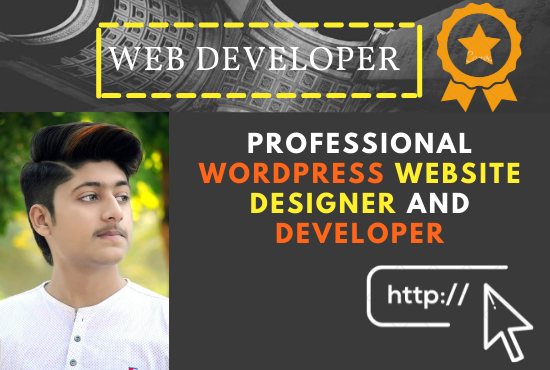 WEB DEVELOPER
PROFESSIONAL
WORDPRESS WEBSITE
DESIGNER AND
DEVELOPER
http://